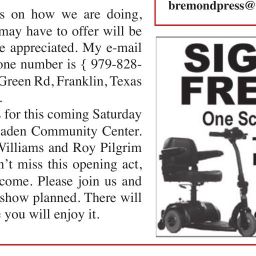 s on how we are doing,
may have to offer will be
e appreciated. My e-mail
one number is { 979-828-
Green Rd, Franklin, Texas
.
for this coming Saturday
aden Community Center.
Williams and Roy Pilgrim
n't miss this opening act,
come. Please join us and
show planned. There will
you will enjoy it.
bremondpress@
SIG
FRE
One Sc